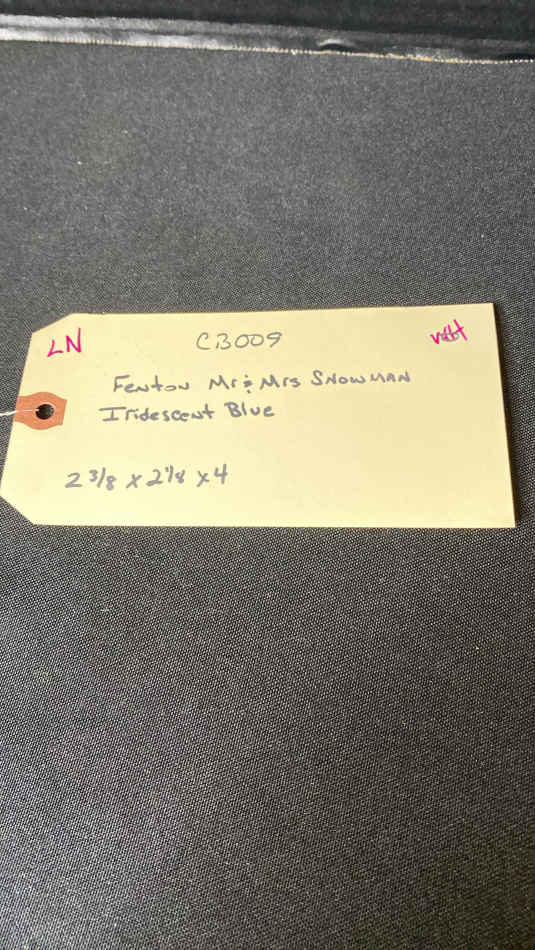 LN CB009
Fenton Mr & Mrs Snowman
Iridescent Blue
2 3/8 x 2 1/8 x 4